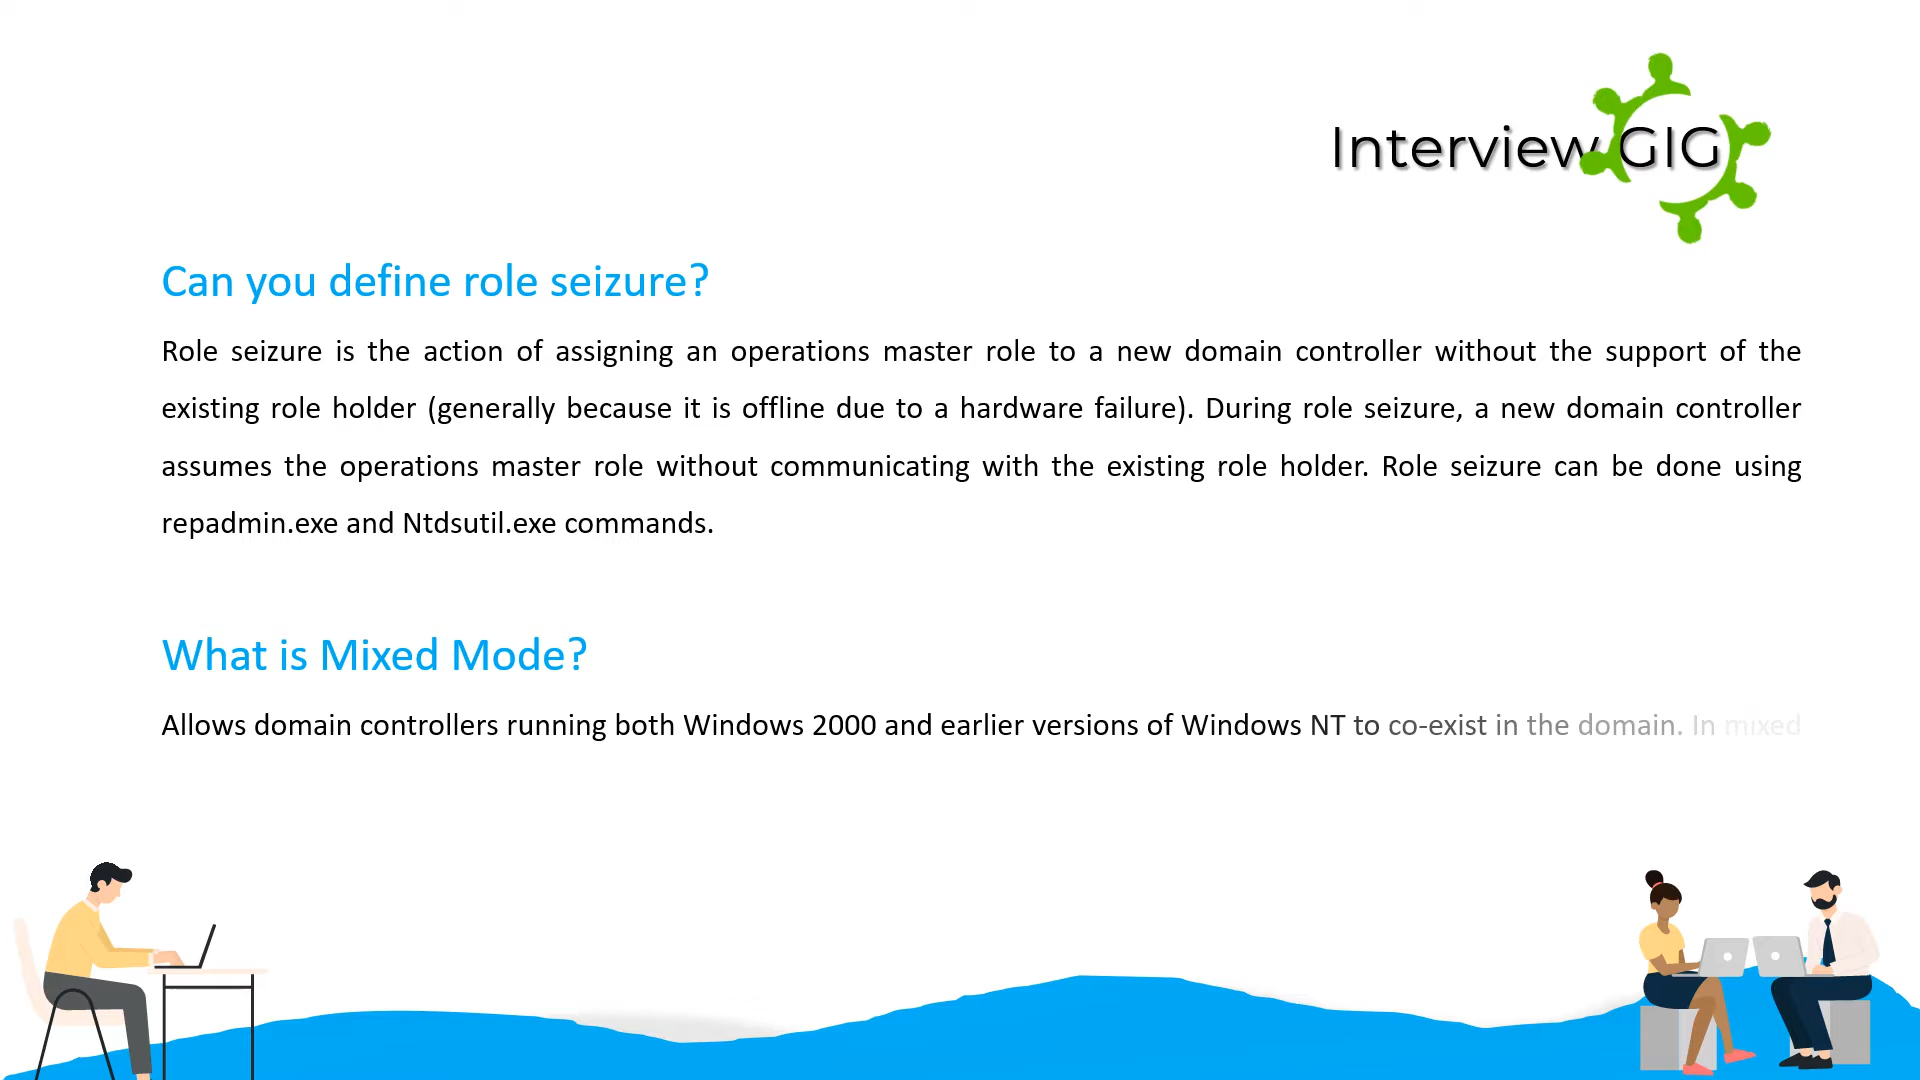 Interview GIG
Can you define role seizure?
Role seizure is the action of assigning an operations master role to a new domain controller without the support of the
existing role holder (generally because it is offline due to a hardware failure). During role seizure, a new domain controller
assumes the operations master role without communicating with the existing role holder. Role seizure can be done using
repadmin.exe and Ntdsutil.exe commands.
What is Mixed Mode?
Allows domain controllers running both Windows 2000 and earlier versions of Windows NT to co-exist in the domain. In mixed